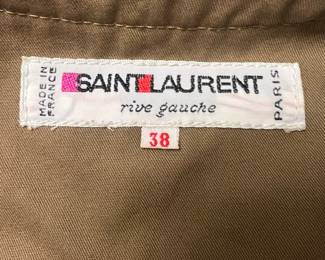 MADE IN
FRANCE
SAINT LAURENT
rive gauche
PARIS
38